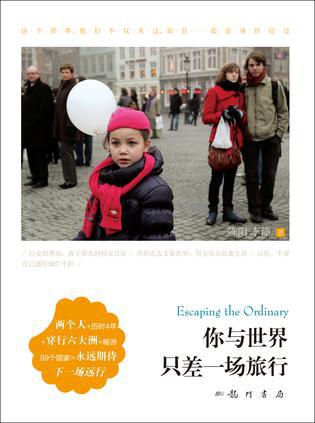 这个世界,他们不仅来过,而且一起亲身经历过
陈阳 李涛 著
Escaping the Ordinary
你与世界
只差一场旅行
两个人+历时4年
+穿行六大洲+畅游
89个国家=永远期待
下一场远行
龍門書局